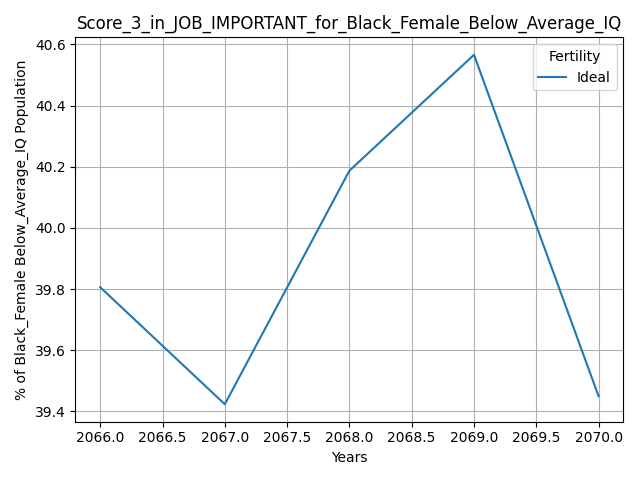 Score_3_in_JOB_IMPORTANT_for_Black_Female_Below_Average_IQ
% of Black_Female Below_Average_IQ Population
40.6
40.4
40.2
40.0
39.8
39.6
39.4
Fertility
Ideal
2066.0 2066.5 2067.0 2067.5 2068.0 2068.5 2069.0 2069.5 2070.0
Years